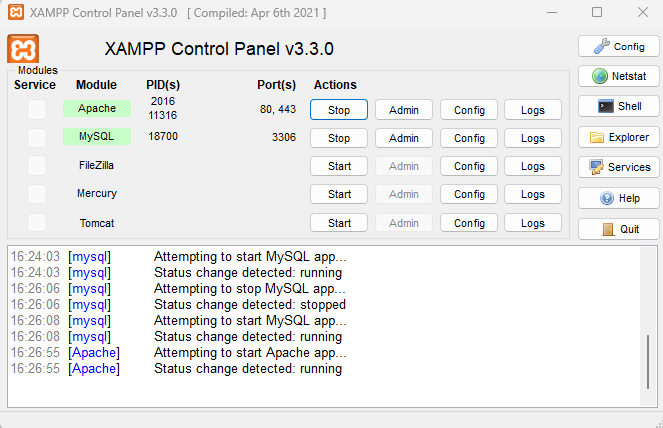 XAMPP Control Panel v3.3.0 [ Compiled: Apr 6th 2021 ]
XAMPP Control Panel v3.3.0
Config
Modules
Service Module PID(s) Port(s) Actions
Netstat
Apache 2016 11316 80, 443 Stop Admin Config Logs
Shell
MySQL 18700 3306 Stop Admin Config Logs
Explorer
FileZilla Start Admin Config Logs
Services
Mercury Start Admin Config Logs
Help
Tomcat Start Admin Config Logs
Quit
16:24:03 [mysql] Attempting to start MySQL app...
16:24:03 [mysql] Status change detected: running
16:26:06 [mysql] Attempting to stop MySQL app...
16:26:06 [mysql] Status change detected: stopped
16:26:08 [mysql] Attempting to start MySQL app...
16:26:08 [mysql] Status change detected: running
16:26:55 [Apache] Attempting to start Apache app...
16:26:55 [Apache] Status change detected: running